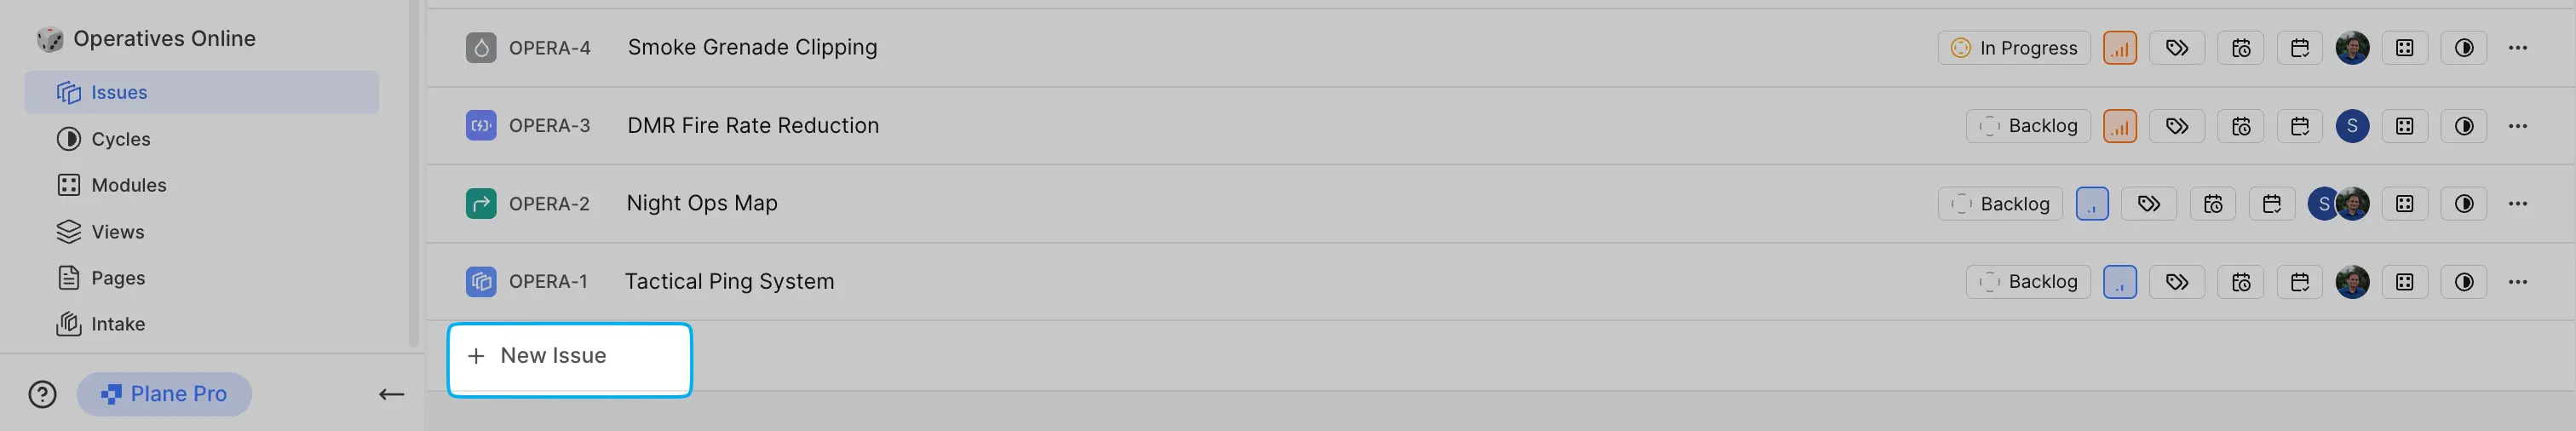 Operatives Online
Issues
Cycles
Modules
Views
Pages
Intake
Plane Pro
OPERA-4 Smoke Grenade Clipping In Progress
OPERA-3 DMR Fire Rate Reduction Backlog S
OPERA-2 Night Ops Map Backlog S
OPERA-1 Tactical Ping System Backlog
+ New Issue